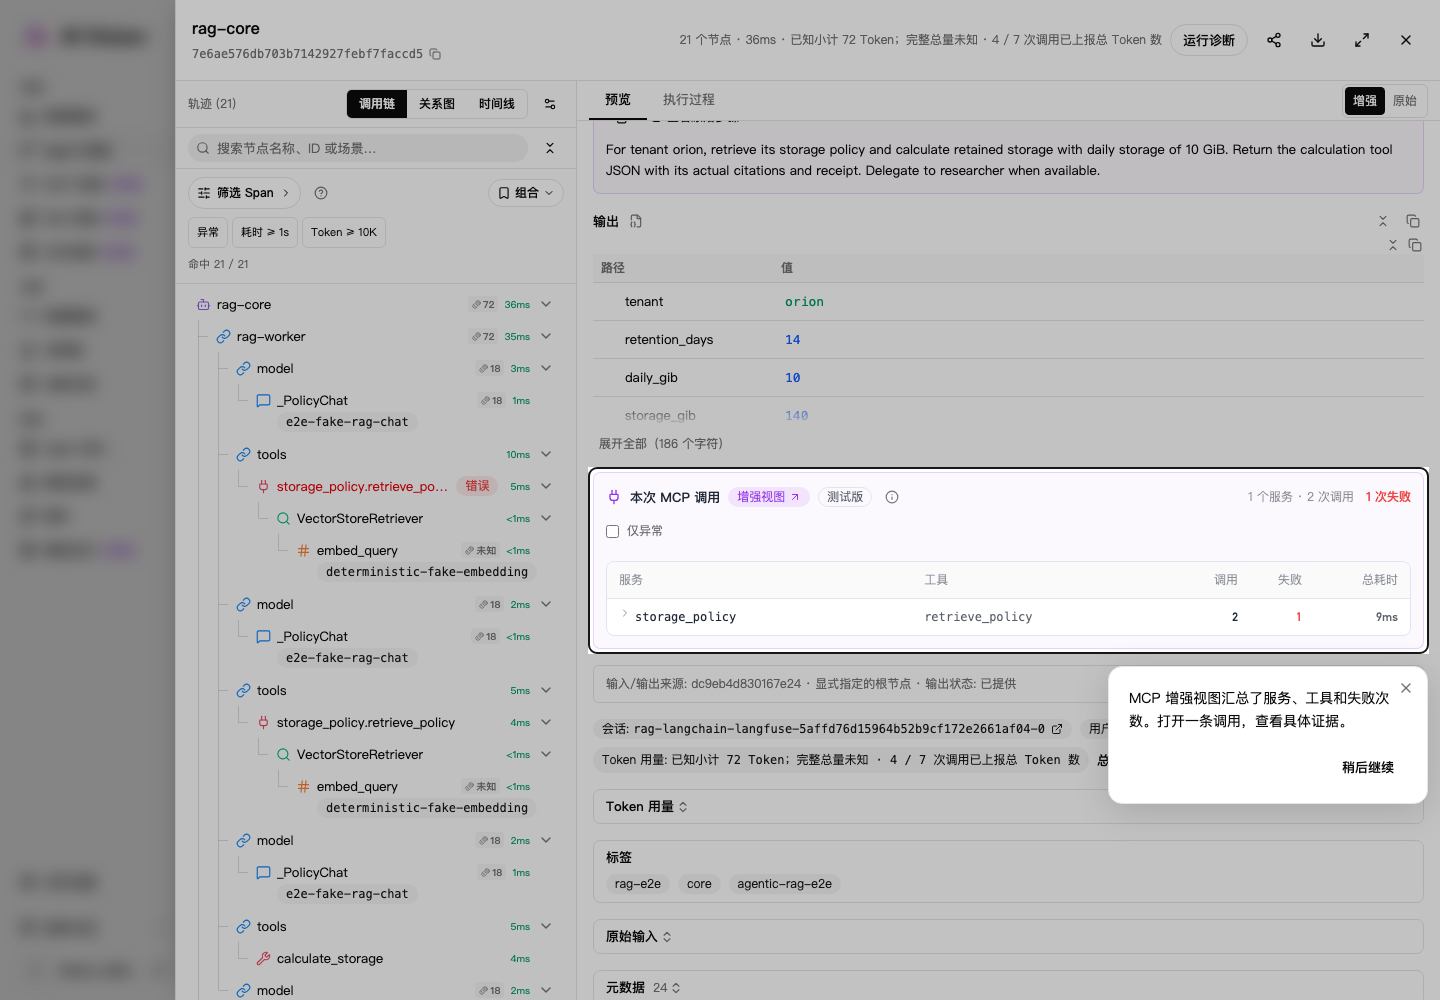 rag-core
7e6ae576db703b7142927febf7faccd5
21 个节点 · 36ms · 已知小计 72 Token；完整总量未知 · 4 / 7 次调用已上报总 Token 数
运行诊断
轨迹 (21)
调用链
关系图
时间线
搜索节点名称、ID 或场景...
筛选 Span
组合
异常
耗时 ≥ 1s
Token ≥ 10K
命中 21 / 21
rag-core 72 36ms
rag-worker 72 35ms
model 18 3ms
_PolicyChat 18 1ms
e2e-fake-rag-chat
tools 10ms
storage_policy.retrieve_po... 错误 5ms
VectorStoreRetriever <1ms
embed_query 未知 <1ms
deterministic-fake-embedding
model 18 2ms
_PolicyChat 18 <1ms
e2e-fake-rag-chat
tools 5ms
storage_policy.retrieve_policy 4ms
VectorStoreRetriever <1ms
embed_query 未知 <1ms
deterministic-fake-embedding
model 18 2ms
_PolicyChat 18 1ms
e2e-fake-rag-chat
tools 5ms
calculate_storage 4ms
model 18 2ms
预览
执行过程
增强
原始
For tenant orion, retrieve its storage policy and calculate retained storage with daily storage of 10 GiB. Return the calculation tool
JSON with its actual citations and receipt. Delegate to researcher when available.
输出
路径 值
tenant orion
retention_days 14
daily_gib 10
storage_gib 140
展开全部（186 个字符）
本次 MCP 调用 增强视图 测试版 1 个服务 · 2 次调用 1 次失败
仅异常
服务 工具 调用 失败 总耗时
storage_policy retrieve_policy 2 1 9ms
输入/输出来源: dc9eb4d830167e24 · 显式指定的根节点 · 输出状态: 已提供
会话: rag-langchain-langfuse-5affd76d15964b52b9cf172e2661af04-0 用户
Token 用量: 已知小计 72 Token；完整总量未知 · 4 / 7 次调用已上报总 Token 数 总
MCP 增强视图汇总了服务、工具和失败次
数。打开一条调用，查看具体证据。
稍后继续
Token 用量
标签
rag-e2e core agentic-rag-e2e
原始输入
元数据 24